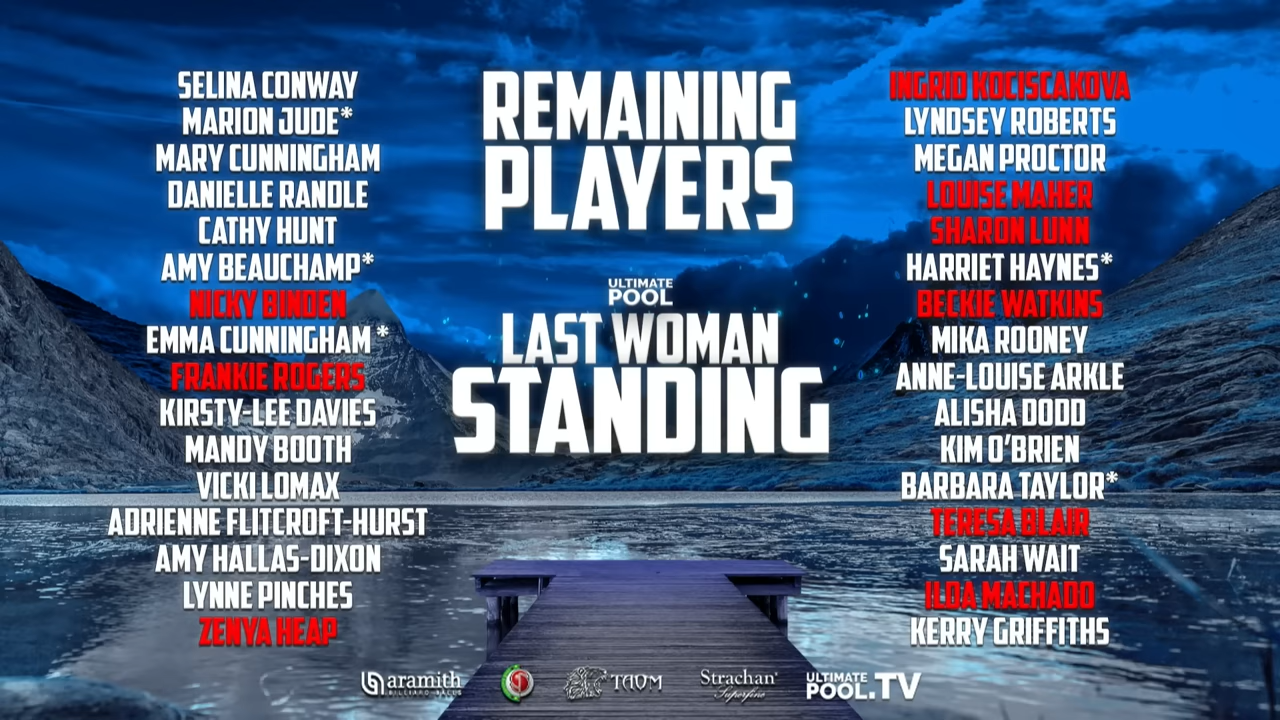 SELINA CONWAY
MARION JUDE*
MARY CUNNINGHAM
DANIELLE RANDLE
CATHY HUNT
AMY BEAUCHAMP*
NICKY BINDEN
EMMA CUNNINGHAM *
FRANKIE ROGERS
KIRSTY-LEE DAVIES
MANDY BOOTH
VICKI LOMAX
ADRIENNE FLITCROFT-HURST
AMY HALLAS-DIXON
LYNNE PINCHES
ZENYA HEAP
REMAINING
PLAYERS
ULTIMATE
POOL
LAST WOMAN
STANDING
INGRID KOCISCAKOVA
LYNDSEY ROBERTS
MEGAN PROCTOR
LOUISE MAHER
SHARON LUNN
HARRIET HAYNES*
BECKIE WATKINS
MIKA ROONEY
ANNE-LOUISE ARKLE
ALISHA DODD
KIM O'BRIEN
BARBARA TAYLOR*
TERESA BLAIR
SARAH WAIT
ILDA MACHADO
KERRY GRIFFITHS
aramith
BILLIARD BALLS
TAOM
Strachan
Superfine
ULTIMATE
POOL.TV